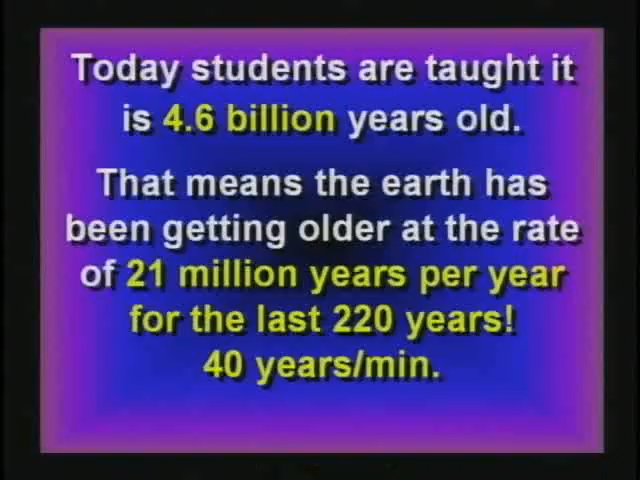 Today students are taught it
is 4.6 billion years old.
That means the earth has
been getting older at the rate
of 21 million years per year
for the last 220 years!
40 years/min.